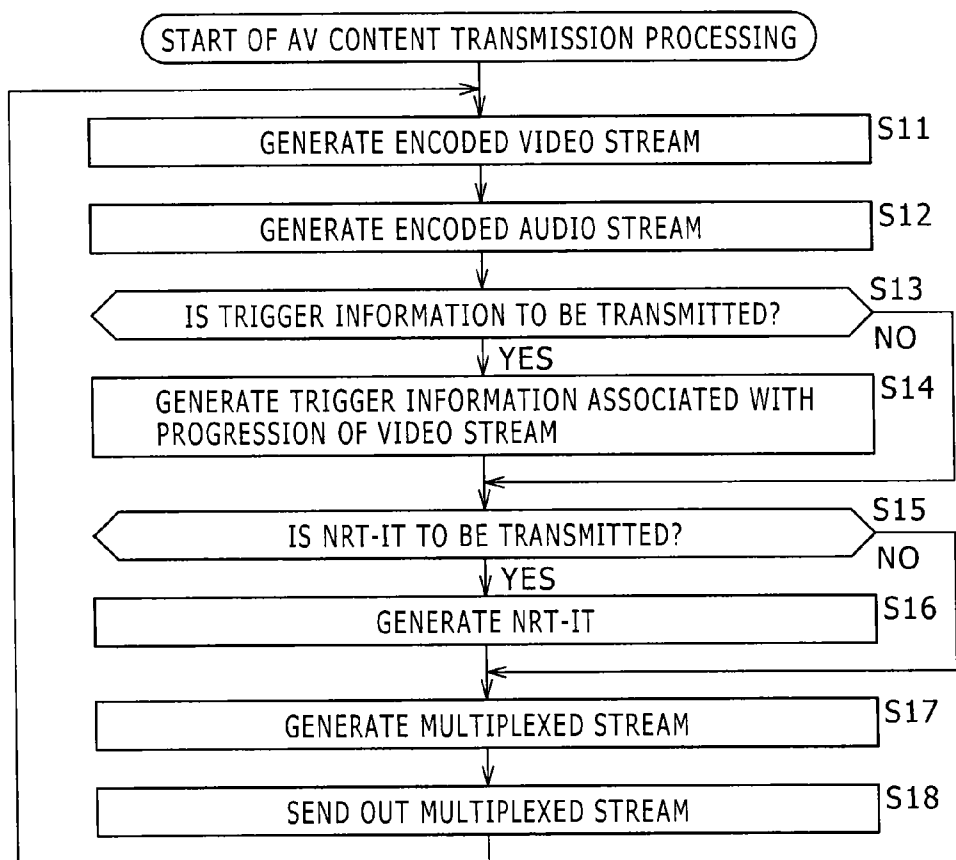 START OF AV CONTENT TRANSMISSION PROCESSING
GENERATE ENCODED VIDEO STREAM
S11
GENERATE ENCODED AUDIO STREAM
S12
IS TRIGGER INFORMATION TO BE TRANSMITTED?
S13
NO
YES
GENERATE TRIGGER INFORMATION ASSOCIATED WITH
PROGRESSION OF VIDEO STREAM
S14
IS NRT-IT TO BE TRANSMITTED?
S15
NO
YES
GENERATE NRT-IT
S16
GENERATE MULTIPLEXED STREAM
S17
SEND OUT MULTIPLEXED STREAM
S18